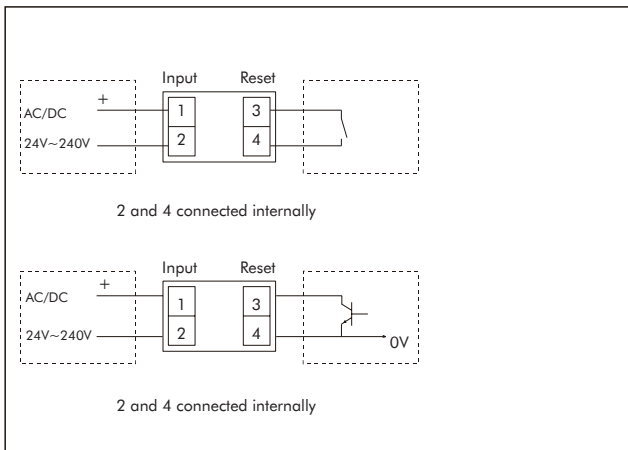 Input Reset
+
AC/DC
1 3
24V~240V
2 4
2 and 4 connected internally
Input Reset
+
AC/DC
1 3
24V~240V
2 4
0V
2 and 4 connected internally